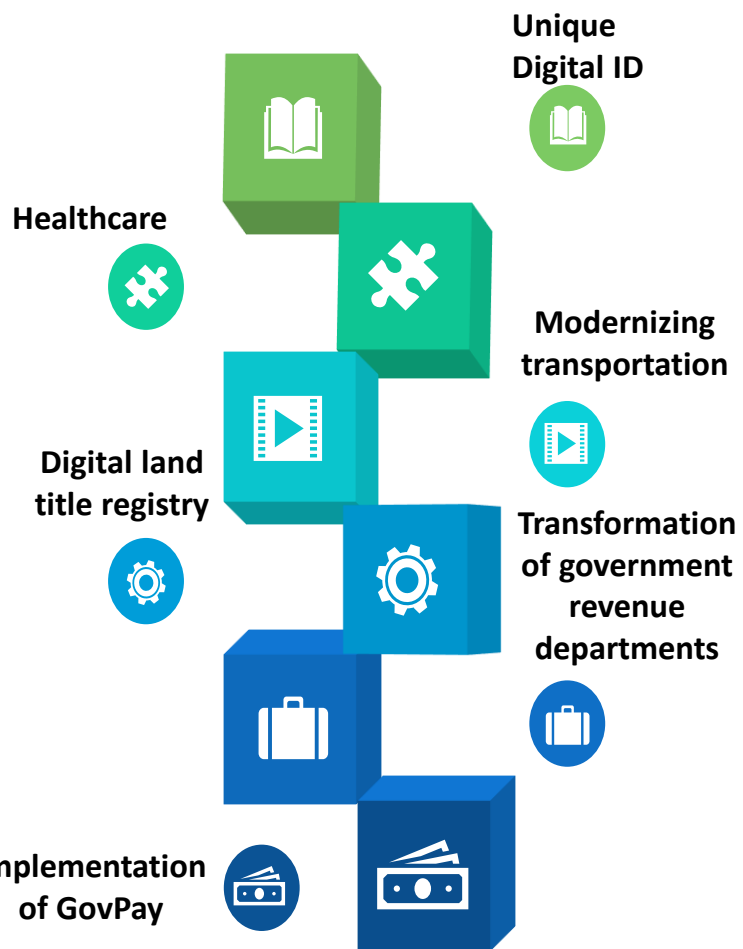 Unique
Digital ID
Healthcare
Modernizing
transportation
Digital land
title registry
Transformation
of government
revenue
departments
mplementation
of GovPay